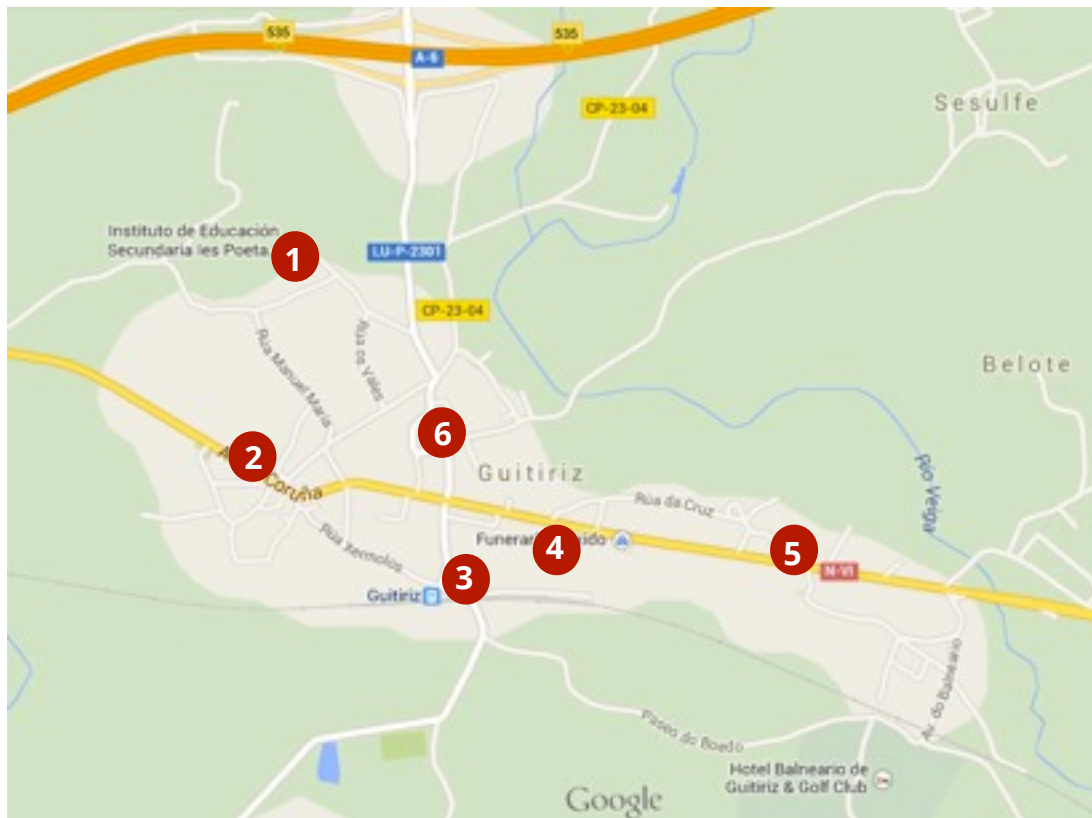 535
535
A-6
CP-23-04
Sesulfe
Instituto de Educación
Secundaria Ies Poeta
1
LU-P-2301
CP-23-04
Rúa Manuel María
Rúa os Vales
Belote
6
2
Coruña
Guitiriz
Río Veiga
Rúa da Cruz
4
5
N-VI
Rúa Xermolos
3
Guitiriz
Av. do Balneario
Paseo do Boedo
Hotel Balneario de
Guitiriz & Golf Club
Google